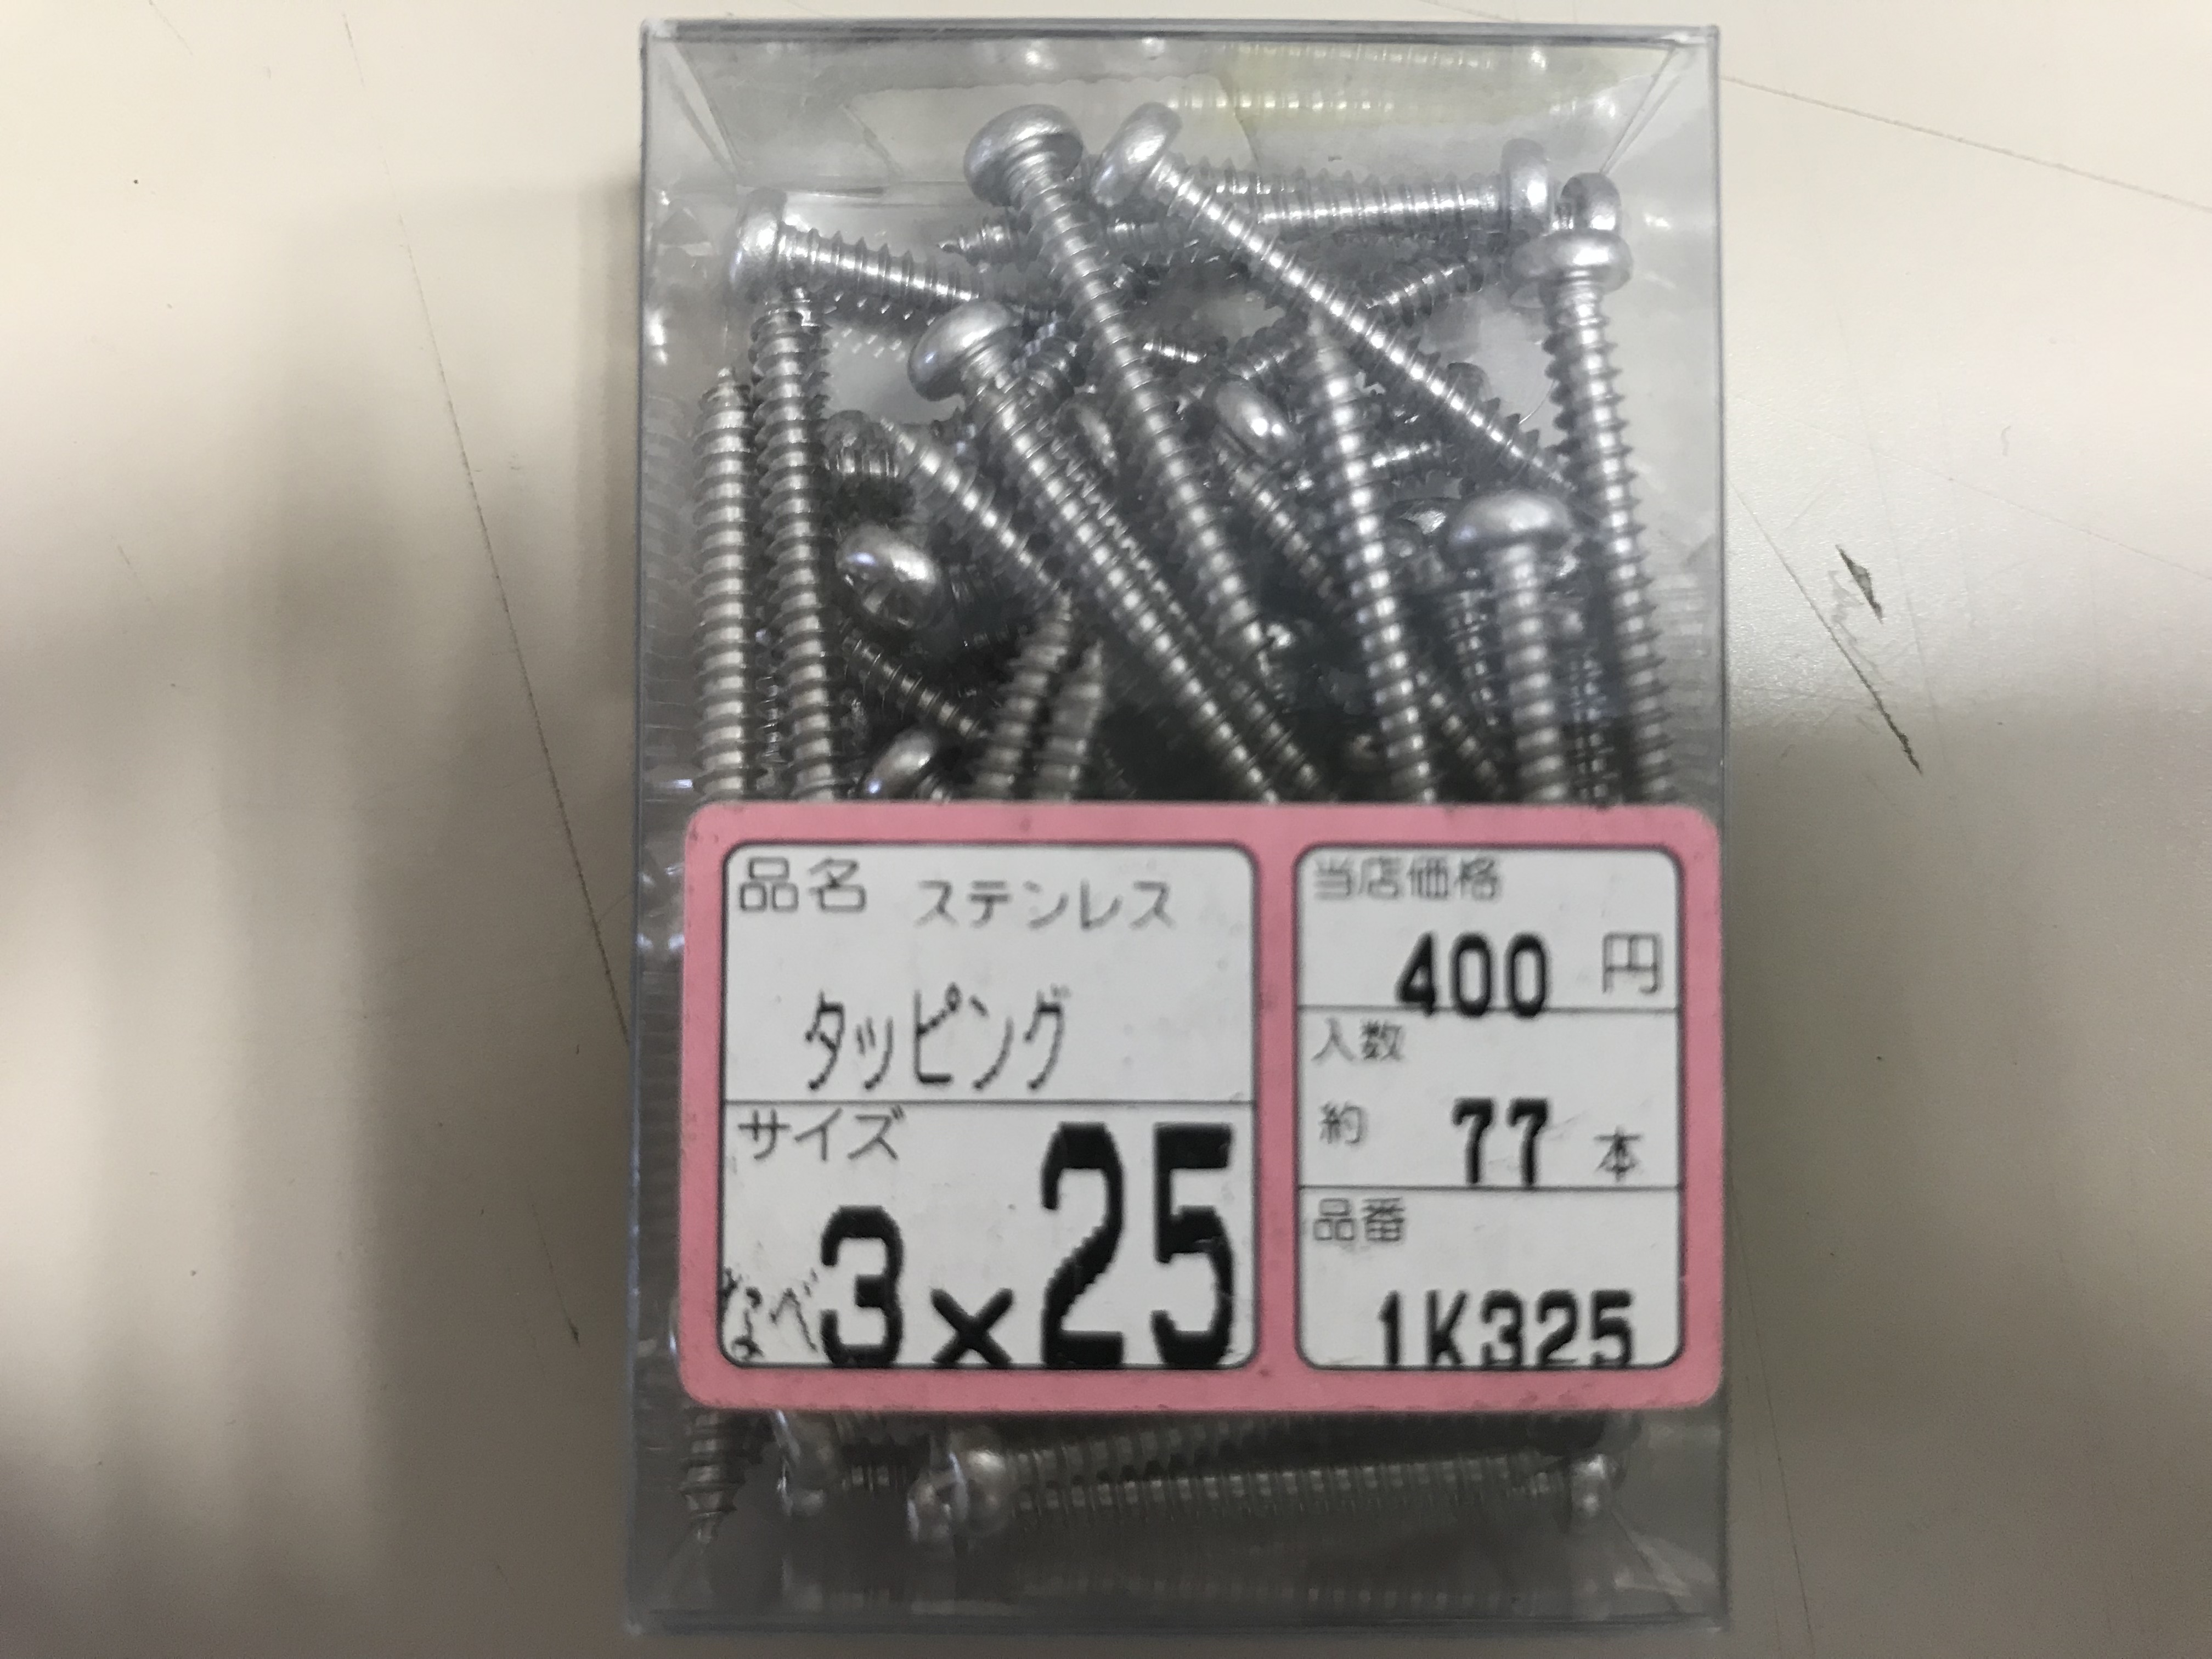 品名 ステンレス
タッピング
サイズ
なべ 3×25
当店価格
400 円
入数
約 77 本
品番
1K325